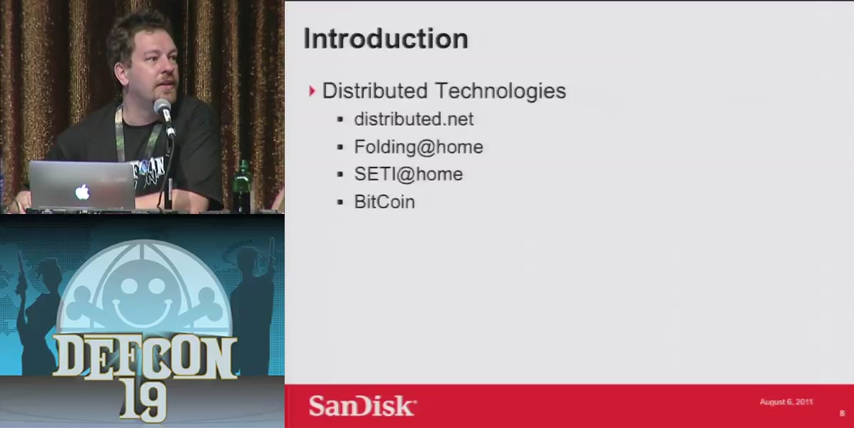 Introduction
Distributed Technologies
distributed.net
Folding@home
SETI@home
BitCoin
DEFCON
19
SanDisk
August 6, 2011
8